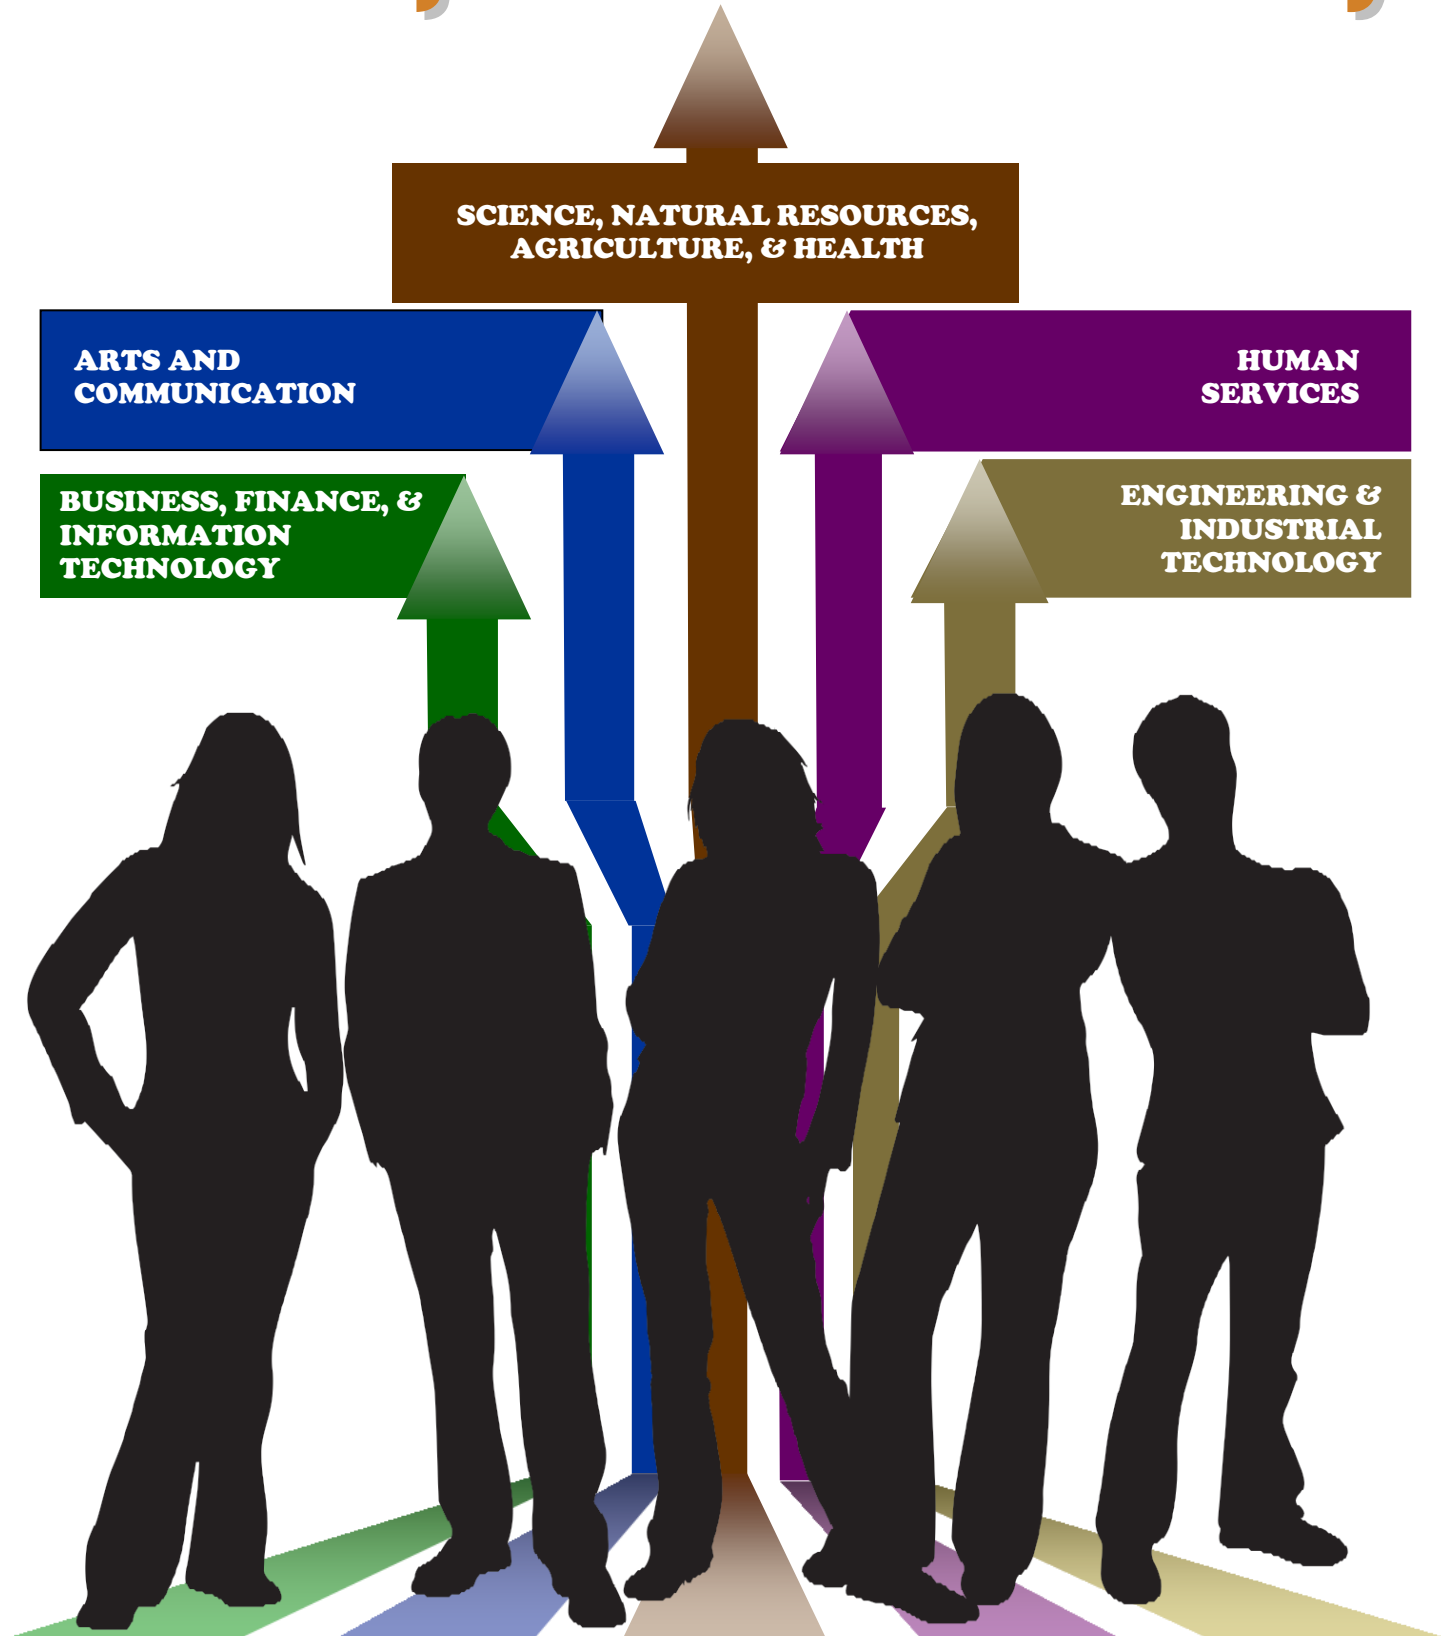 SCIENCE, NATURAL RESOURCES,
AGRICULTURE, & HEALTH
ARTS AND
COMMUNICATION
HUMAN
SERVICES
BUSINESS, FINANCE, &
INFORMATION
TECHNOLOGY
ENGINEERING &
INDUSTRIAL
TECHNOLOGY